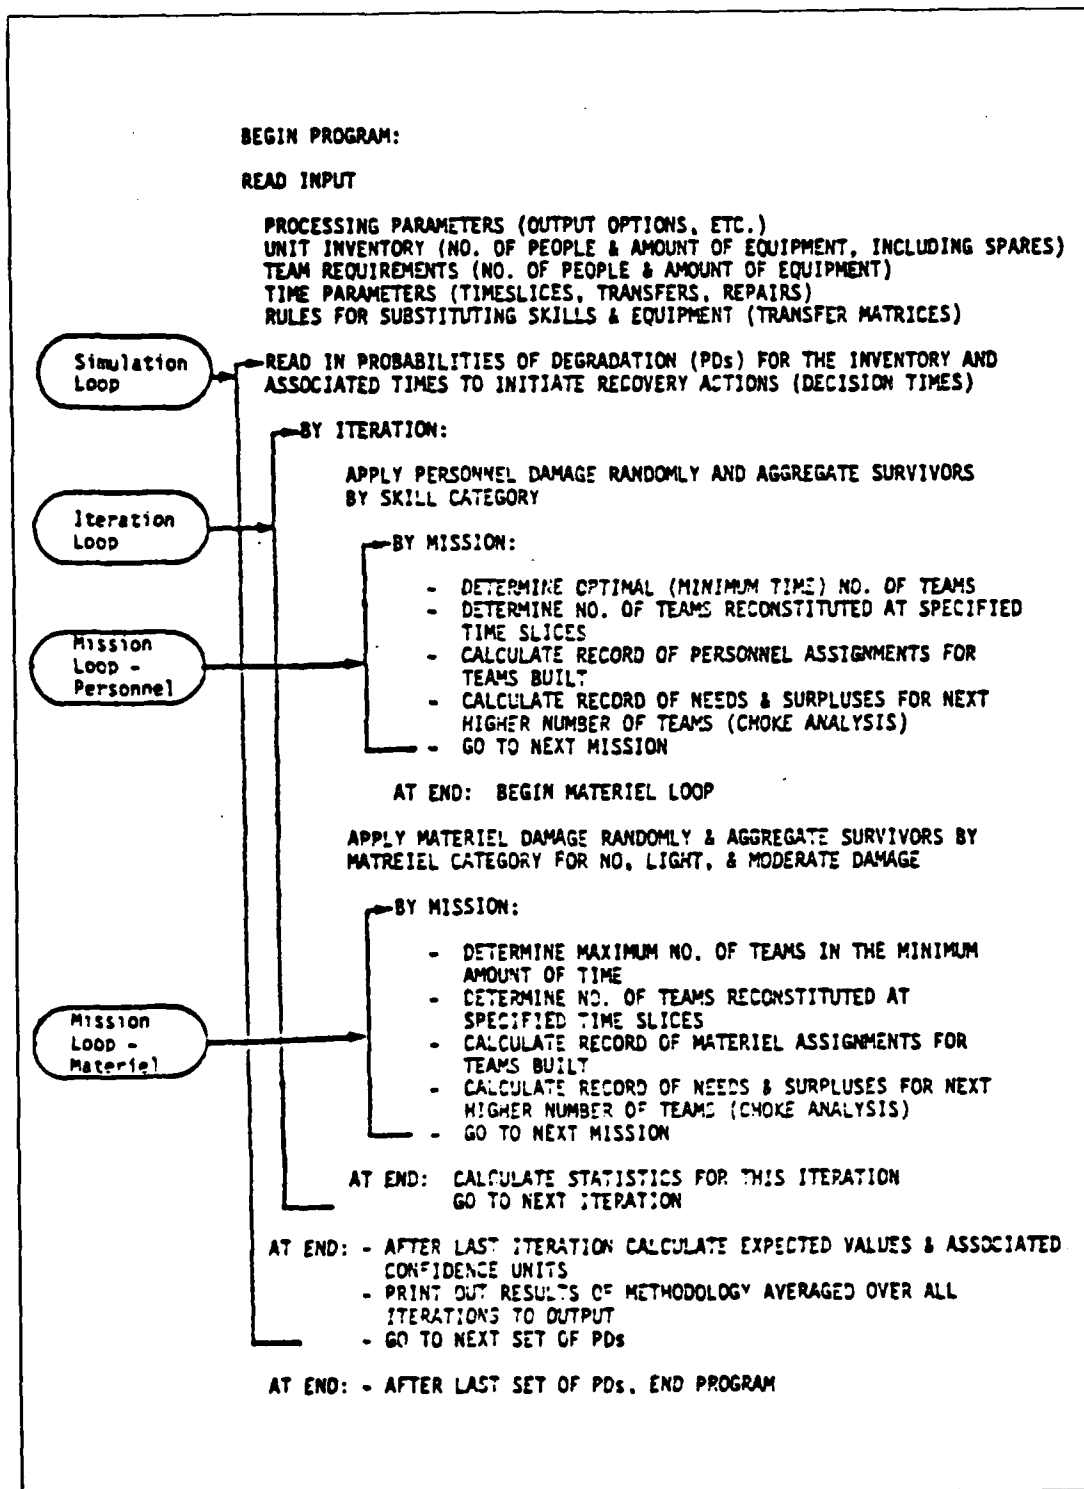 BEGIN PROGRAM:
READ INPUT
PROCESSING PARAMETERS (OUTPUT OPTIONS, ETC.)
UNIT INVENTORY (NO. OF PEOPLE & AMOUNT OF EQUIPMENT, INCLUDING SPARES)
TEAM REQUIREMENTS (NO. OF PEOPLE & AMOUNT OF EQUIPMENT)
TIME PARAMETERS (TIMESLICES, TRANSFERS, REPAIRS)
RULES FOR SUBSTITUTING SKILLS & EQUIPMENT (TRANSFER MATRICES)
Simulation
Loop
READ IN PROBABILITIES OF DEGRADATION (PDs) FOR THE INVENTORY AND
ASSOCIATED TIMES TO INITIATE RECOVERY ACTIONS (DECISION TIMES)
BY ITERATION:
APPLY PERSONNEL DAMAGE RANDOMLY AND AGGREGATE SURVIVORS
BY SKILL CATEGORY
Iteration
Loop
BY MISSION:
- DETERMINE OPTIMAL (MINIMUM TIME) NO. OF TEAMS
- DETERMINE NO. OF TEAMS RECONSTITUTED AT SPECIFIED
TIME SLICES
Mission
Loop -
Personnel
- CALCULATE RECORD OF PERSONNEL ASSIGNMENTS FOR
TEAMS BUILT
- CALCULATE RECORD OF NEEDS & SURPLUSES FOR NEXT
HIGHER NUMBER OF TEAMS (CHOKE ANALYSIS)
- GO TO NEXT MISSION
AT END: BEGIN MATERIEL LOOP
APPLY MATERIEL DAMAGE RANDOMLY & AGGREGATE SURVIVORS BY
MATREIEL CATEGORY FOR NO, LIGHT, & MODERATE DAMAGE
BY MISSION:
- DETERMINE MAXIMUM NO. OF TEAMS IN THE MINIMUM
AMOUNT OF TIME
- DETERMINE NO. OF TEAMS RECONSTITUTED AT
SPECIFIED TIME SLICES
Mission
Loop -
Materiel
- CALCULATE RECORD OF MATERIEL ASSIGNMENTS FOR
TEAMS BUILT
- CALCULATE RECORD OF NEEDS & SURPLUSES FOR NEXT
HIGHER NUMBER OF TEAMS (CHOKE ANALYSIS)
- GO TO NEXT MISSION
AT END: CALCULATE STATISTICS FOR THIS ITERATION
GO TO NEXT ITERATION
AT END: - AFTER LAST ITERATION CALCULATE EXPECTED VALUES & ASSOCIATED
CONFIDENCE UNITS
- PRINT OUT RESULTS OF METHODOLOGY AVERAGED OVER ALL
ITERATIONS TO OUTPUT
- GO TO NEXT SET OF PDs
AT END: - AFTER LAST SET OF PDs, END PROGRAM